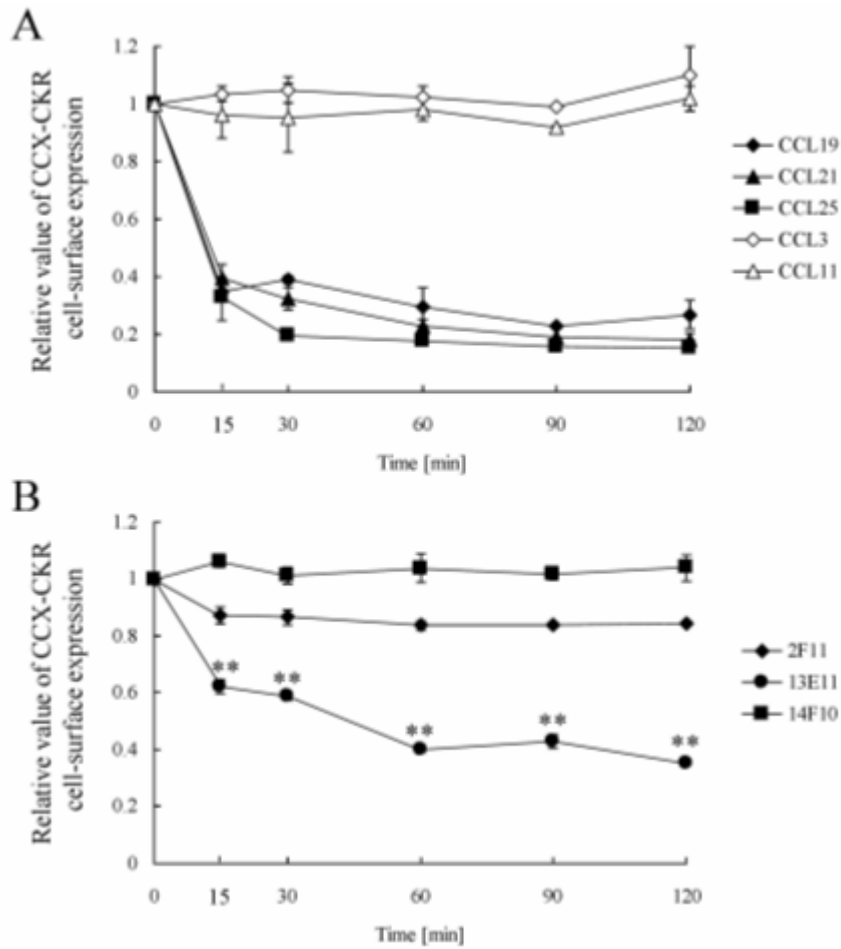 A
Relative value of CCX-CKR
cell-surface expression
1.2
1
0.8
0.6
0.4
0.2
0
0 15 30 60 90 120
Time [min]
CCL19
CCL21
CCL25
CCL3
CCL11
B
Relative value of CCX-CKR
cell-surface expression
1.2
1
0.8
0.6
0.4
0.2
0
** ** ** ** **
0 15 30 60 90 120
Time [min]
2F11
13E11
14F10